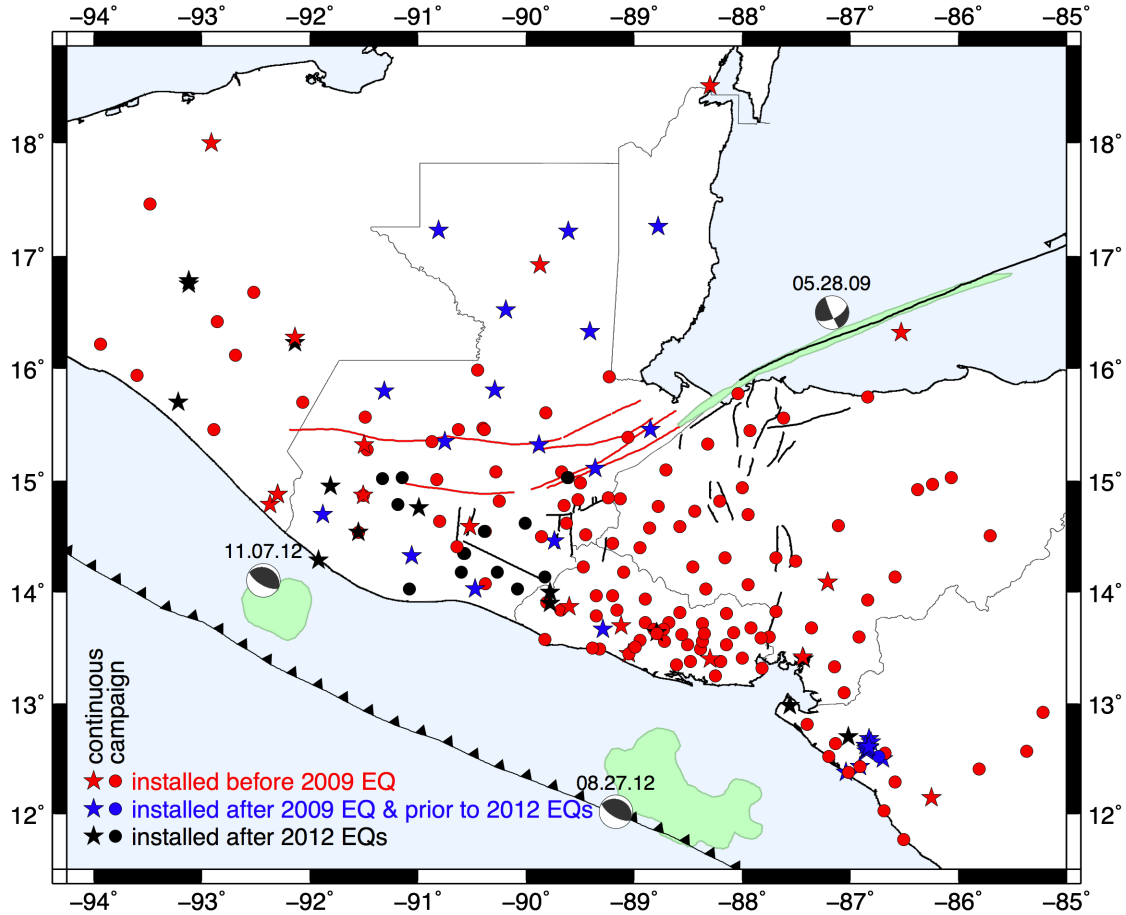 −94° −93° −92° −91° −90° −89° −88° −87° −86° −85°
18° 18°
17° 17°
05.28.09
16° 16°
15° 15°
11.07.12
14° 14°
continuous
campaign
13° 13°
installed before 2009 EQ
08.27.12
installed after 2009 EQ & prior to 2012 EQs
12° 12°
installed after 2012 EQs
−94° −93° −92° −91° −90° −89° −88° −87° −86° −85°